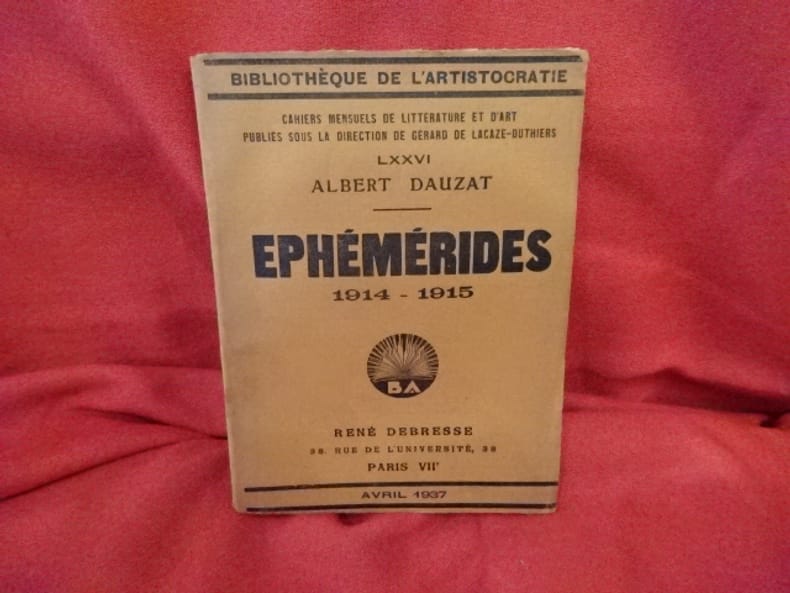 BIBLIOTHÈQUE DE L'ARTISTOCRATIE
CAHIERS MENSUELS DE LITTERATURE ET D'ART
PUBLIÉS SOUS LA DIRECTION DE GERARD DE LACAZE-DUTHIERS
LXXVI
ALBERT DAUZAT
EPHÉMÉRIDES
1914 - 1915
BA
RENÉ DEBRESSE
38, RUE DE L'UNIVERSITÉ, 38
PARIS VIIᵉ
AVRIL 1937